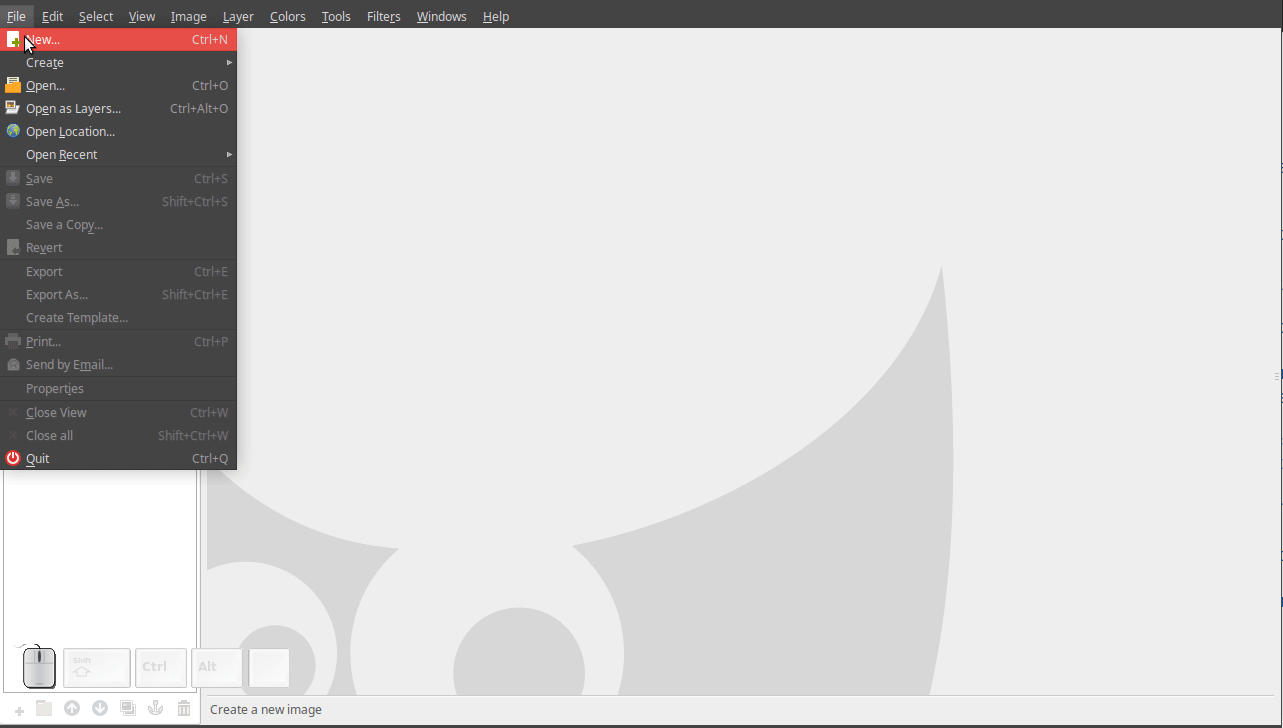 File Edit Select View Image Layer Colors Tools Filters Windows Help
New... Ctrl+N
Create
Open... Ctrl+O
Open as Layers... Ctrl+Alt+O
Open Location...
Open Recent
Save Ctrl+S
Save As... Shift+Ctrl+S
Save a Copy...
Revert
Export Ctrl+E
Export As... Shift+Ctrl+E
Create Template...
Print... Ctrl+P
Send by Email...
Properties
Close View Ctrl+W
Close all Shift+Ctrl+W
Quit Ctrl+Q
Shift Ctrl Alt
Create a new image